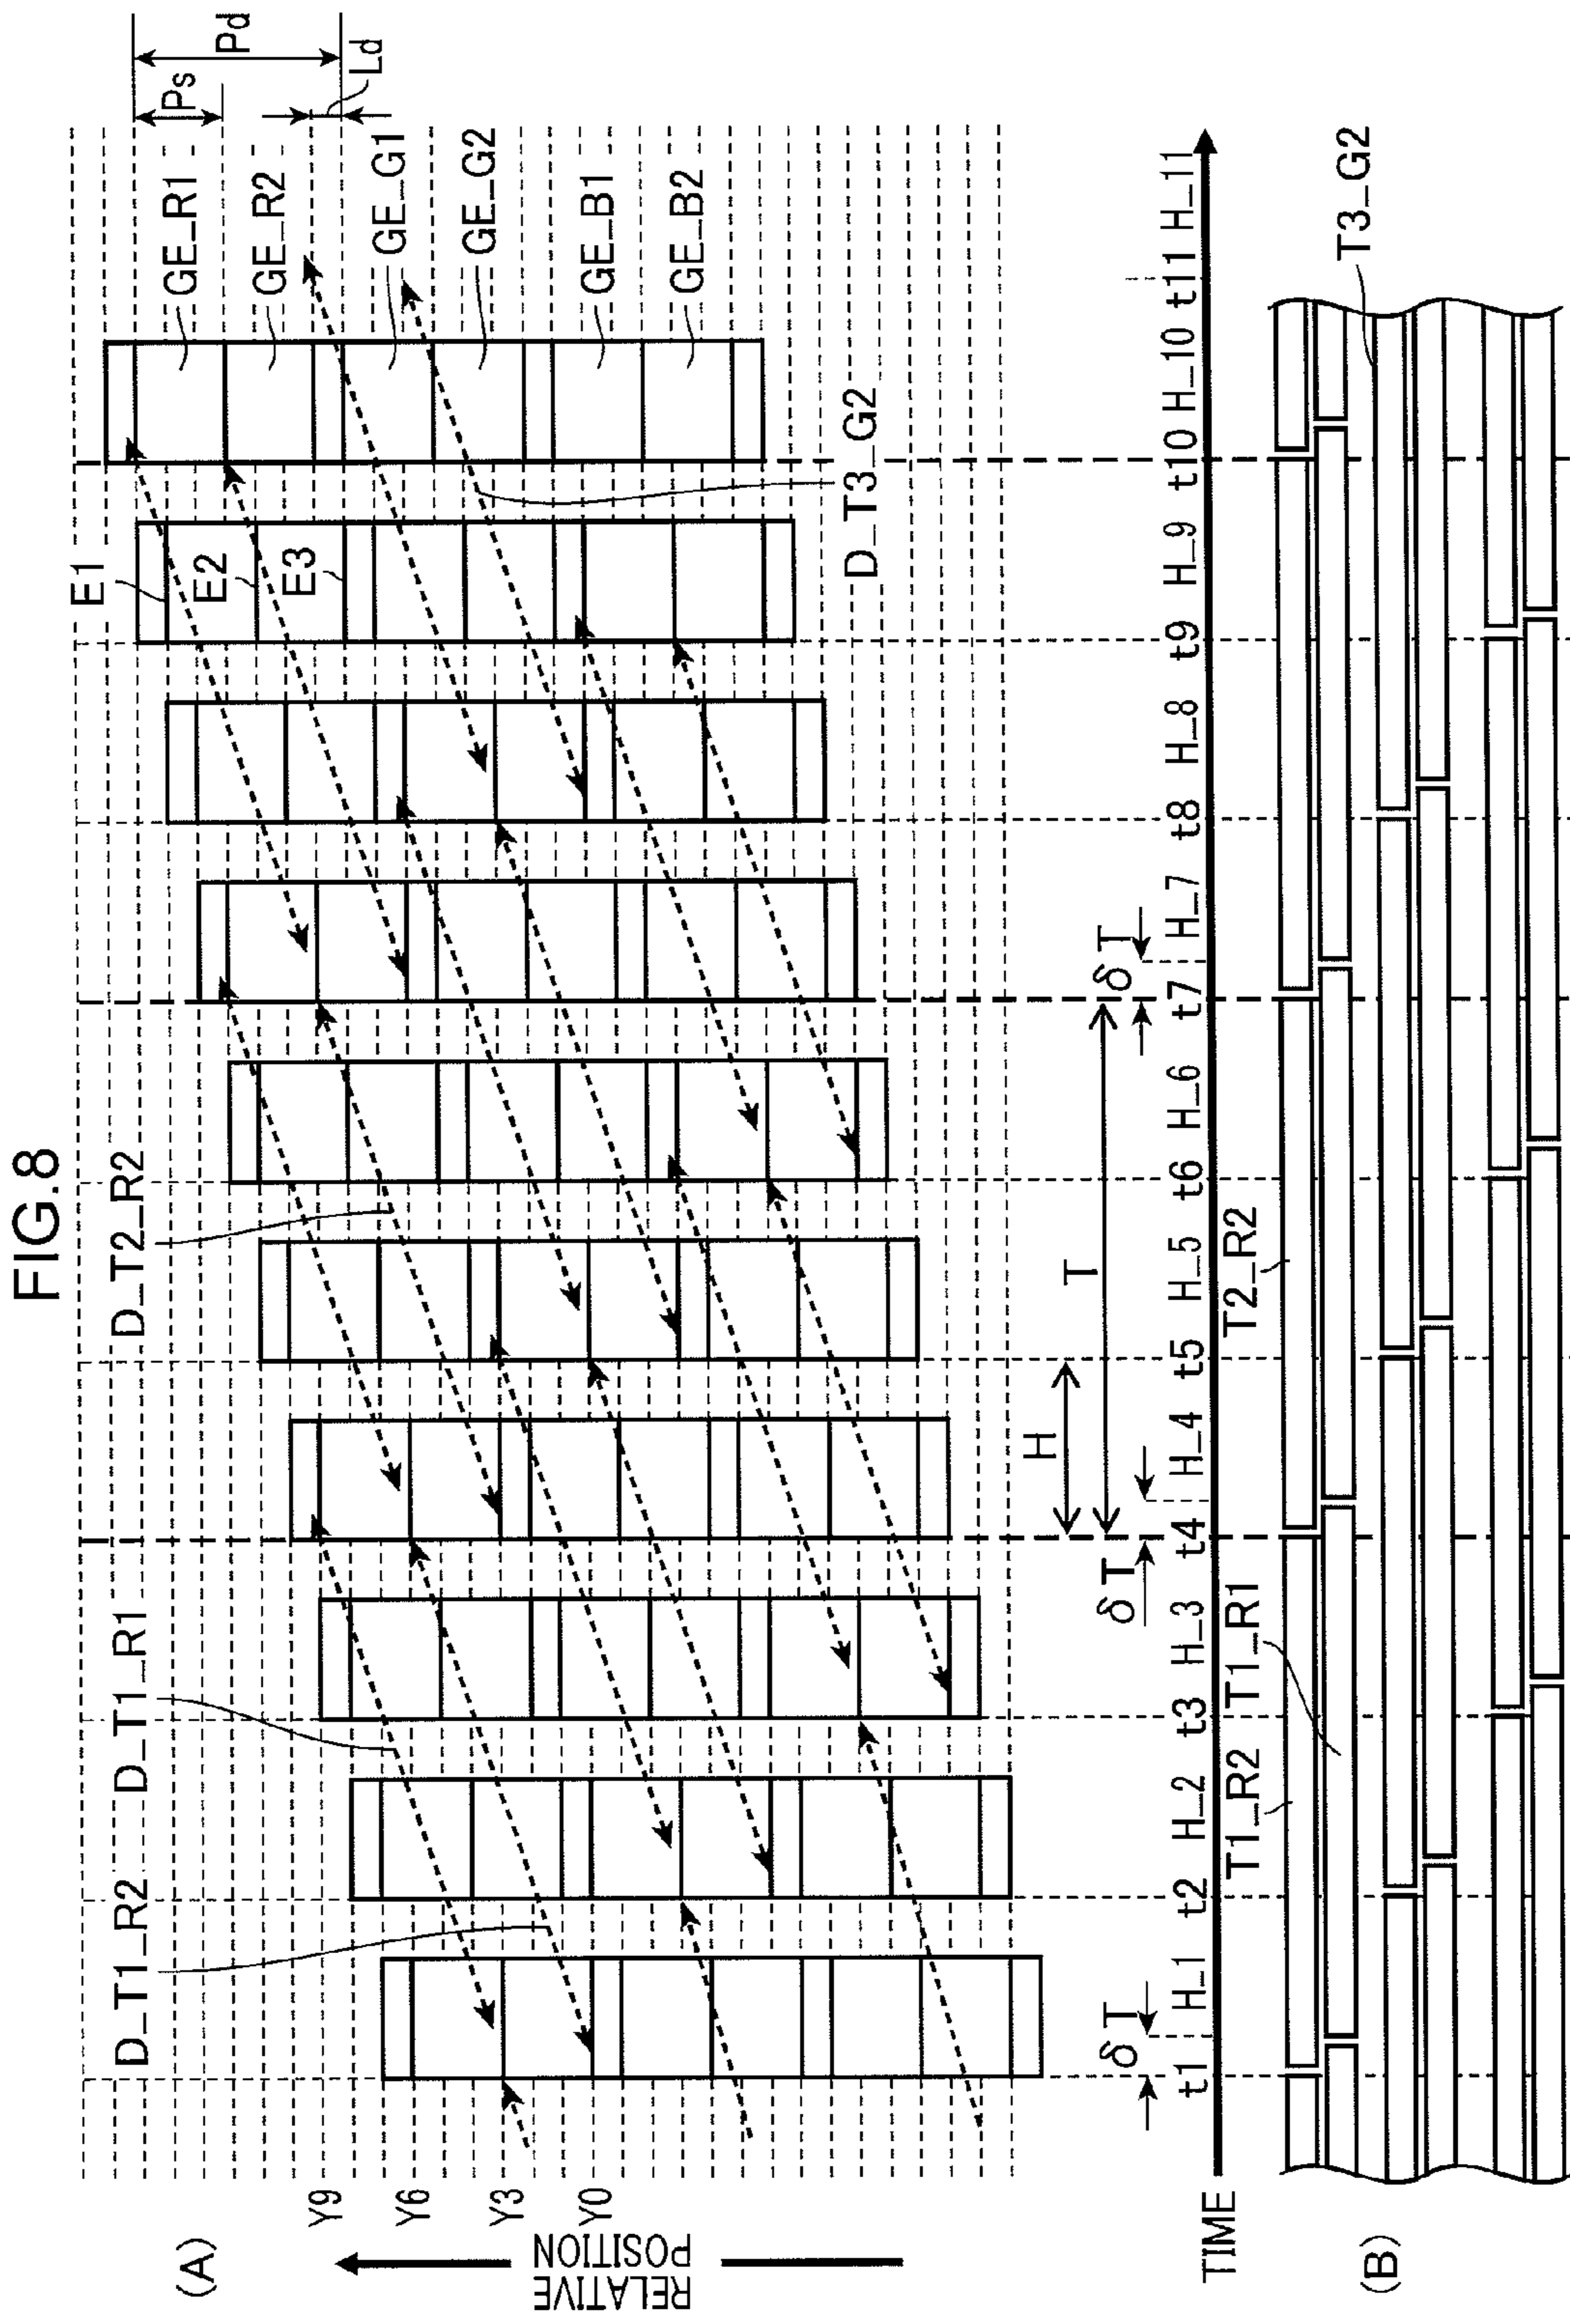 FIG.8
(A)
RELATIVE
POSITION
Y9
Y6
Y3
Y0
D_T1_R2
D_T1_R1
D_T2_R2
E1
E2
E3
Ps
Pd
Ld
GE_R1
GE_R2
GE_G1
GE_G2
GE_B1
GE_B2
D_T3_G2
δT
δT
H
T
δT
TIME
t1
H_1
t2
H_2
t3
H_3
t4
H_4
t5
H_5
t6
H_6
t7
H_7
t8
H_8
t9
H_9
t10
H_10
t11
H_11
(B)
T1_R2
T1_R1
T2_R2
T3_G2